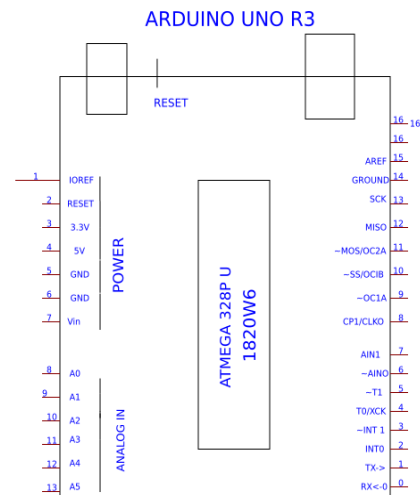 ARDUINO UNO R3
RESET
16 16
16
AREF 15
1 IOREF
GROUND 14
2 RESET
SCK 13
3 3.3V
MISO 12
4 5V
~MOS/OC2A 11
5 GND
~SS/OCIB 10
6 GND
~OC1A 9
7 Vin
CP1/CLKO 8
POWER
ATMEGA 328P U
1820W6
AIN1 7
8 A0
~AINO 6
9 A1
~T1 5
10 A2
T0/XCK 4
11 A3
~INT 1 3
INT0 2
12 A4
TX-> 1
13 A5
RX<-0 0
ANALOG IN